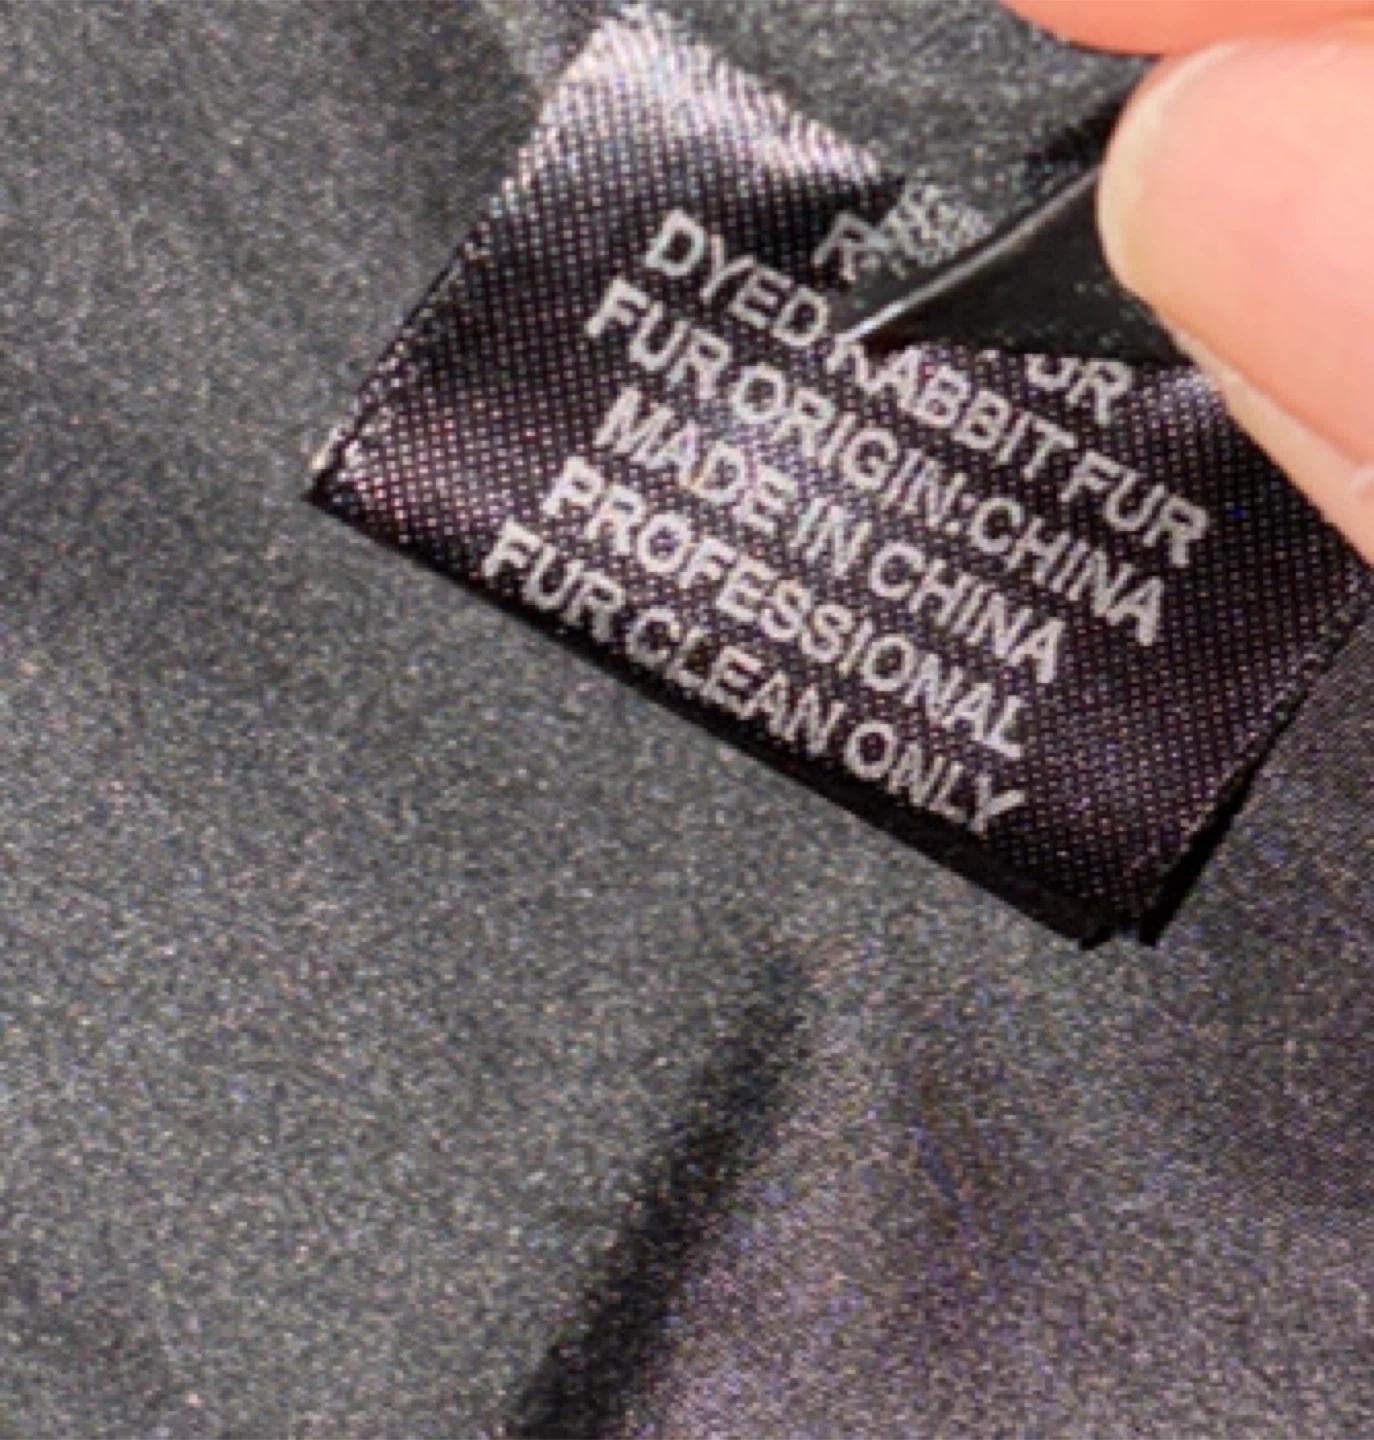 DYED RABBIT FUR
FUR ORIGIN:CHINA
MADE IN CHINA
PROFESSIONAL
FUR CLEAN ONLY